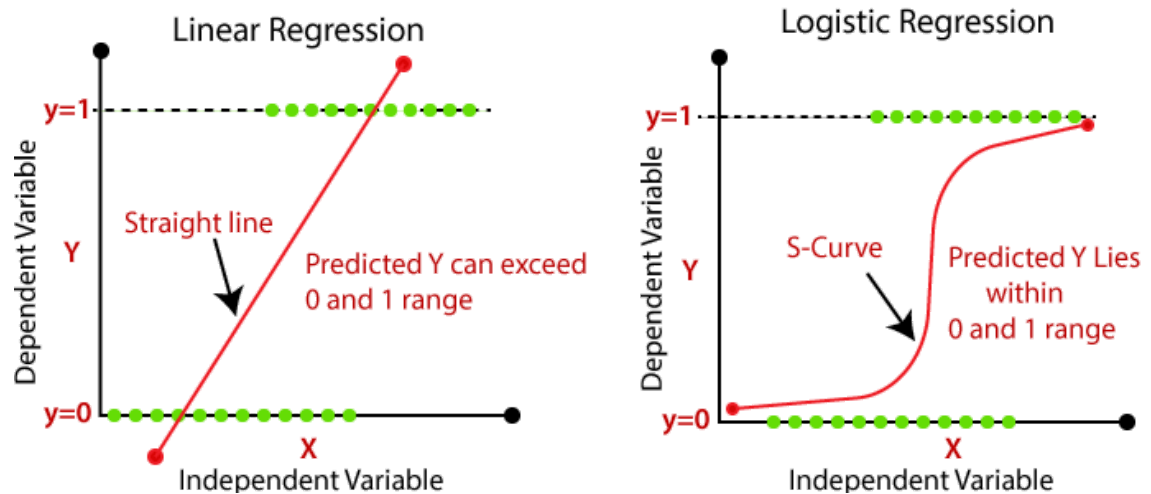 Linear Regression
y=1
Dependent Variable
Y
Straight line
Predicted Y can exceed
0 and 1 range
y=0
X
Independent Variable
Logistic Regression
y=1
Dependent Variable
Y
S-Curve
Predicted Y Lies
within
0 and 1 range
y=0
X
Independent Variable